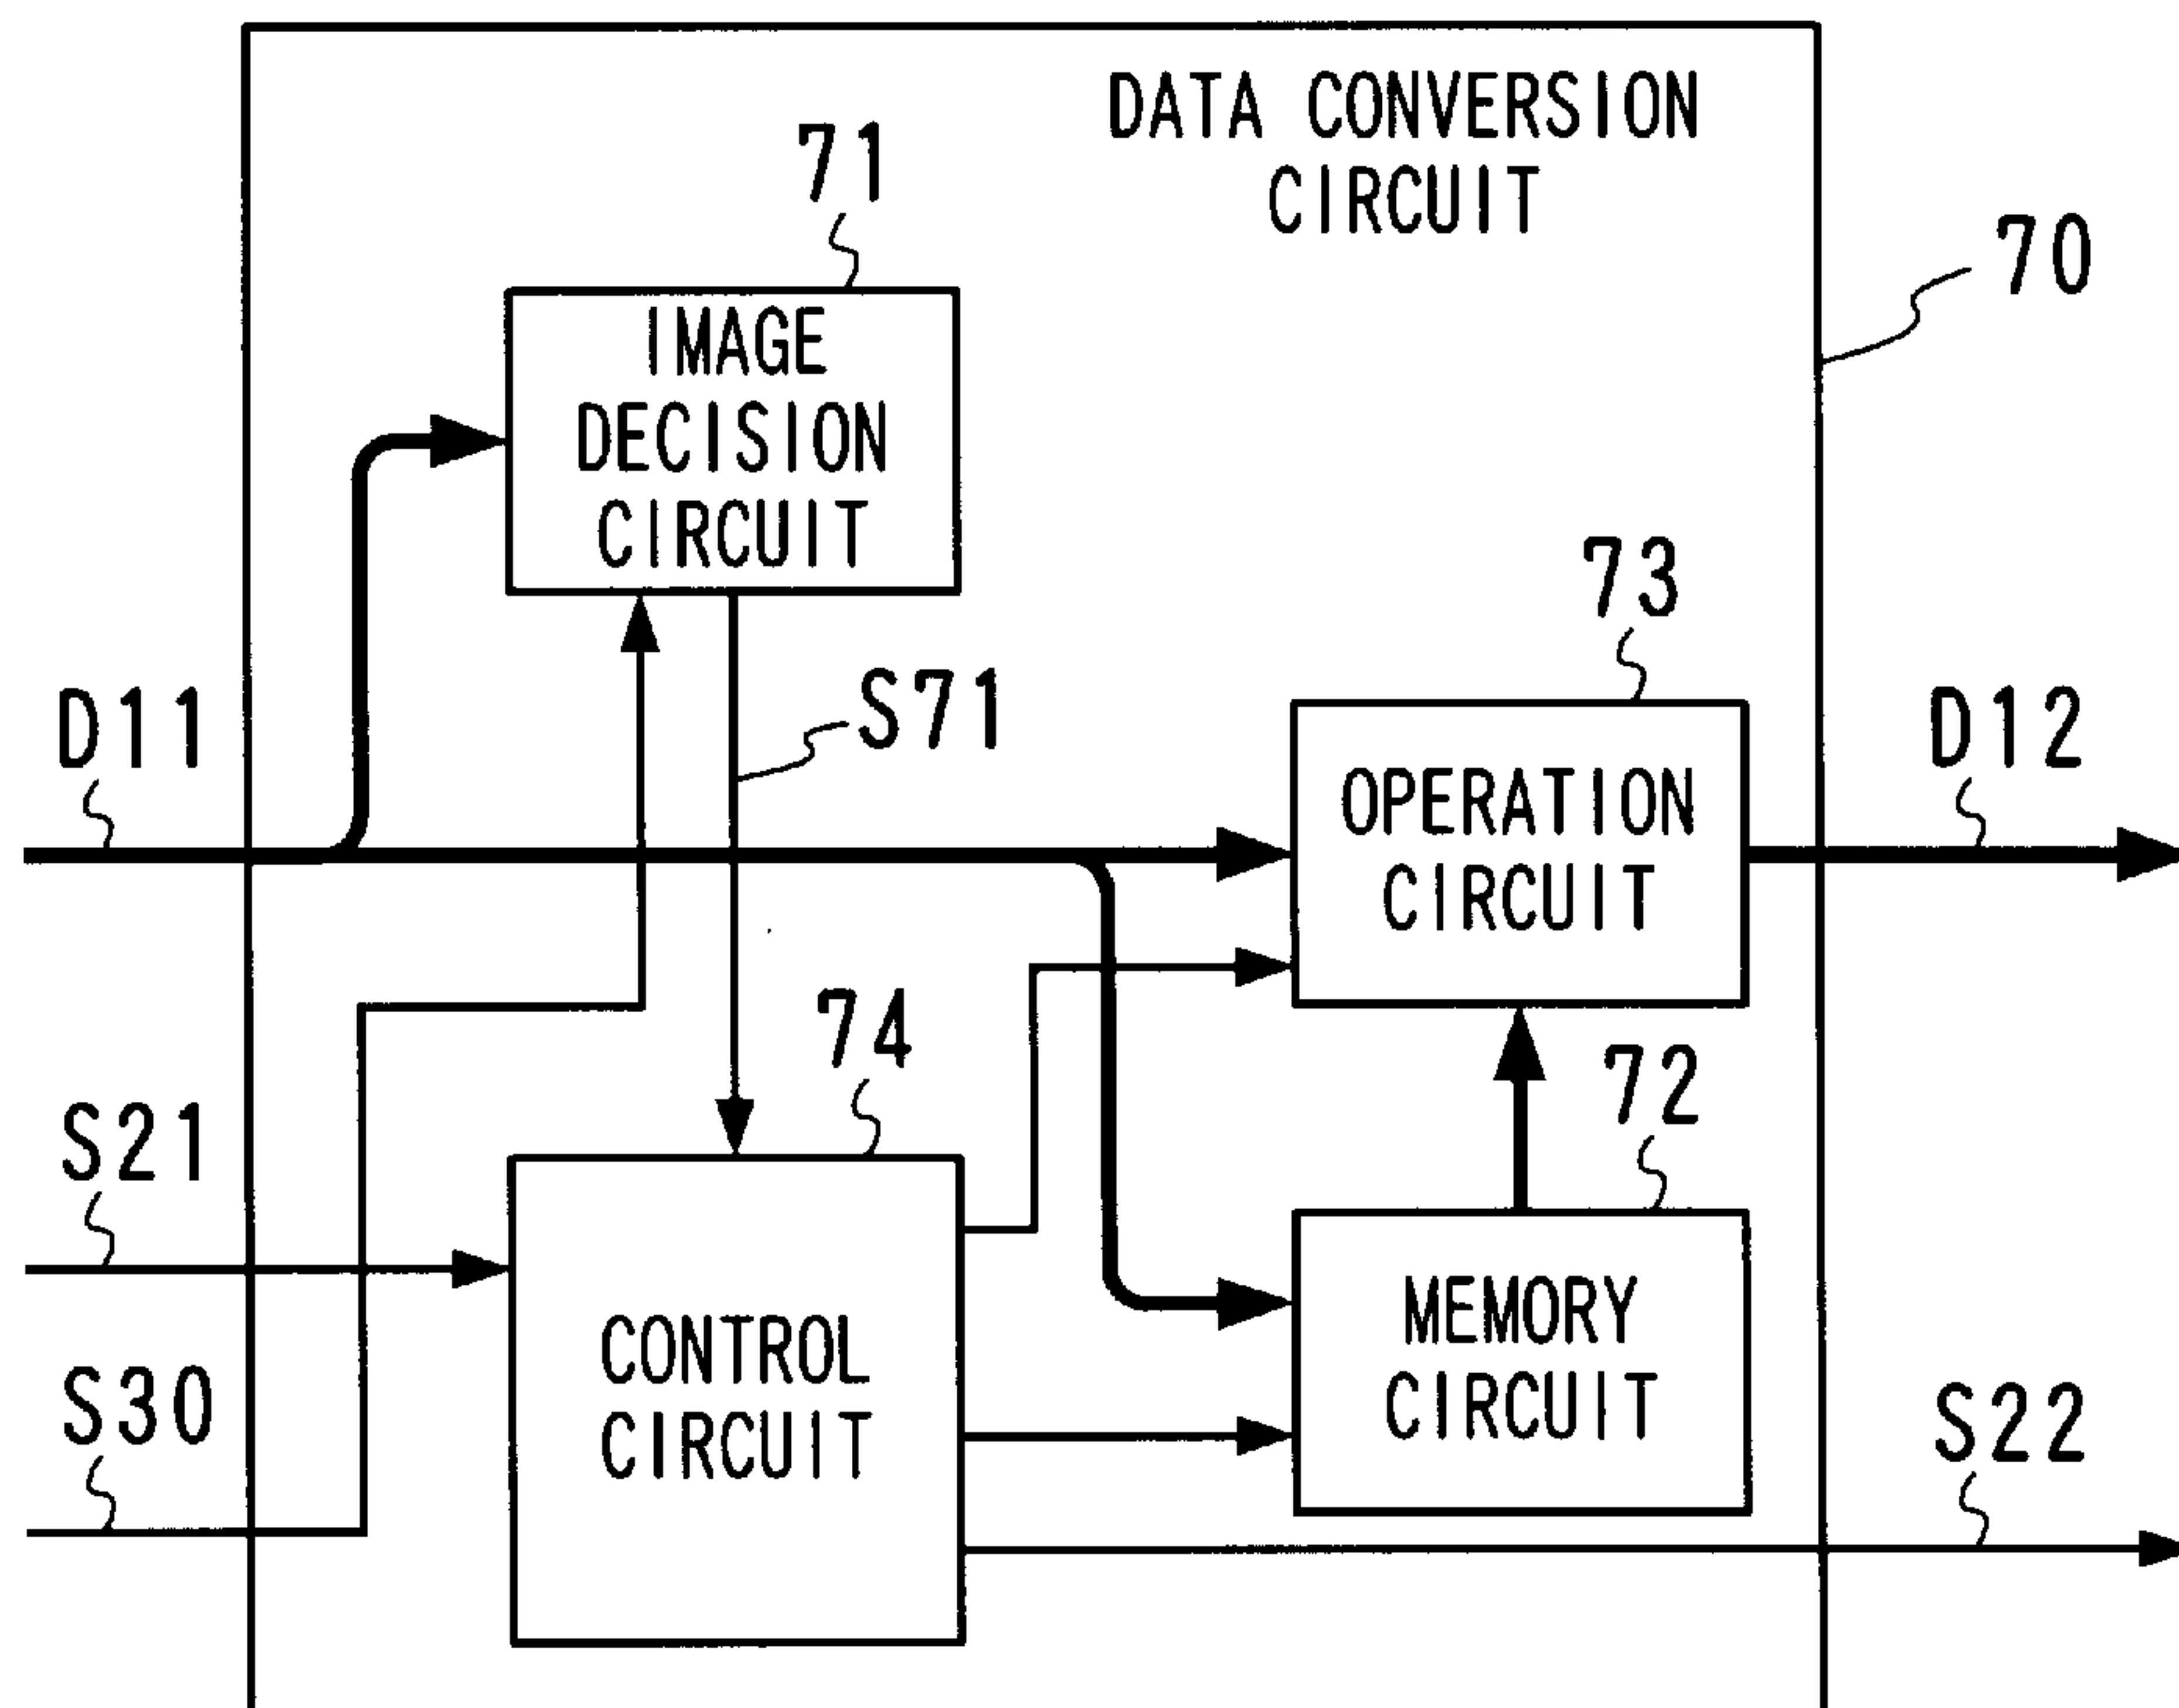 DATA CONVERSION
CIRCUIT
71
70
IMAGE
DECISION
CIRCUIT
73
D11
S71
D12
OPERATION
CIRCUIT
74
72
S21
MEMORY
CIRCUIT
CONTROL
CIRCUIT
S30
S22